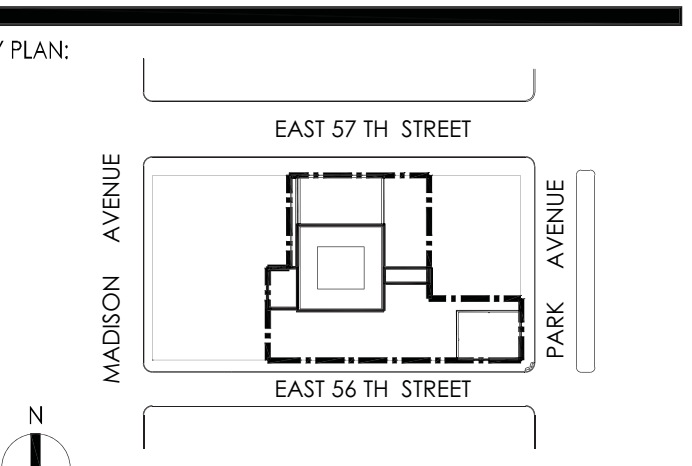 Y PLAN:
EAST 57 TH STREET
MADISON AVENUE
PARK AVENUE
EAST 56 TH STREET
N